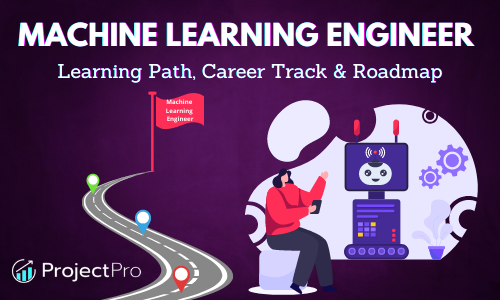 MACHINE LEARNING ENGINEER
Learning Path, Career Track & Roadmap
Machine
Learning
Engineer
ProjectPro